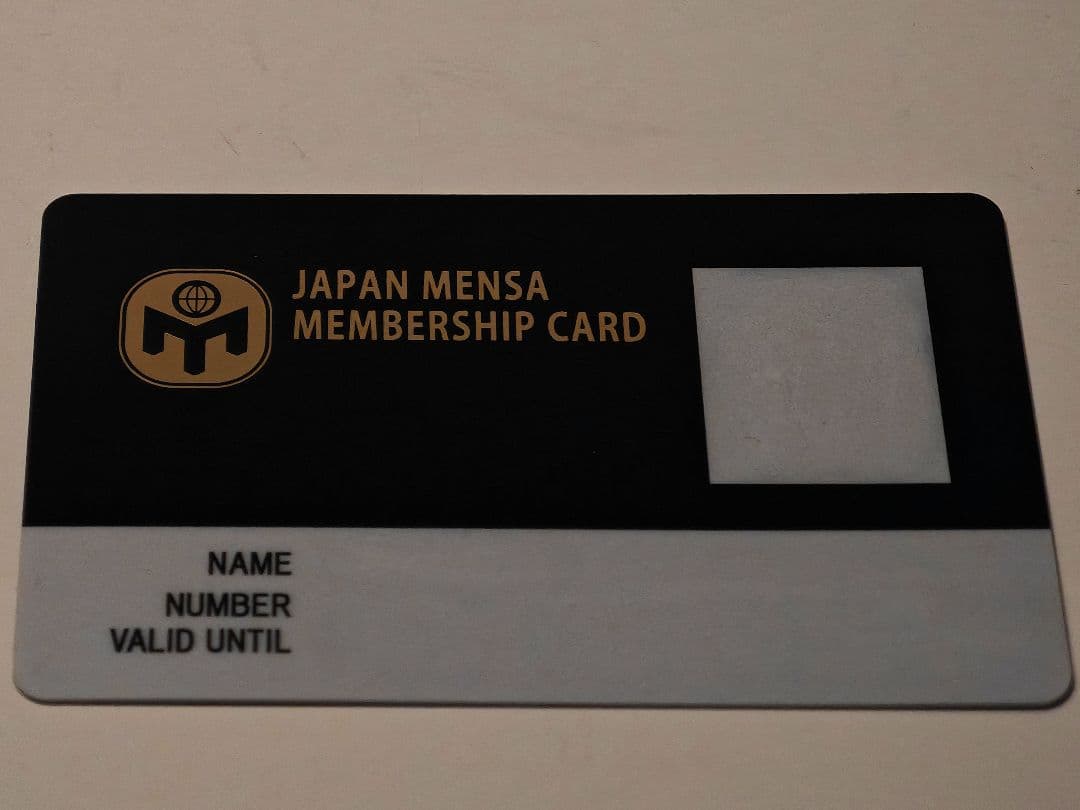 JAPAN MENSA
MEMBERSHIP CARD
NAME
NUMBER
VALID UNTIL